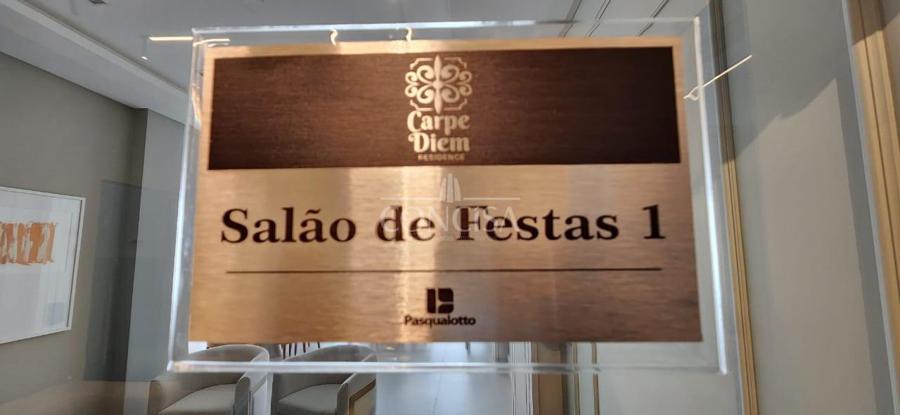 Carpe
Diem
RESIDENCE
Salão de Festas 1
Pasqualotto